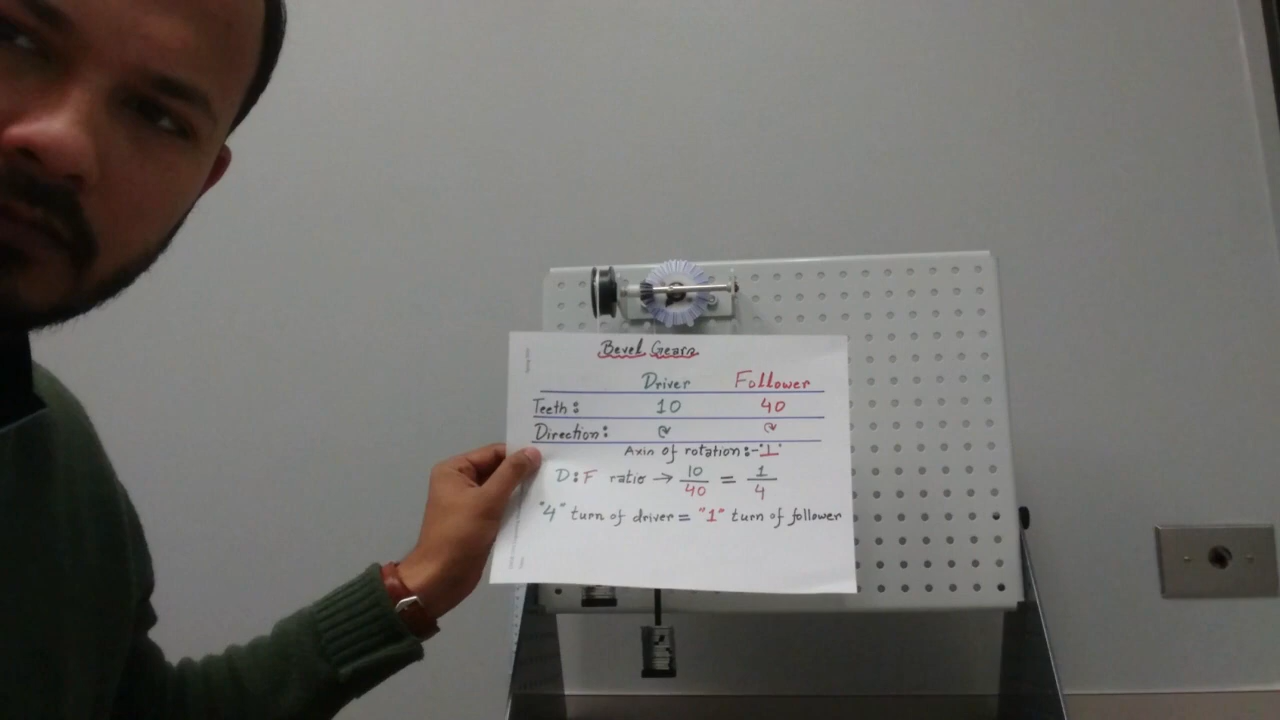 Bevel Gears
Driver Follower
Teeth: 10 40
Direction: ↻ ↻
Axis of rotation:- "⊥"
D:F ratio → 10/40 = 1/4
"4" turn of driver = "1" turn of follower